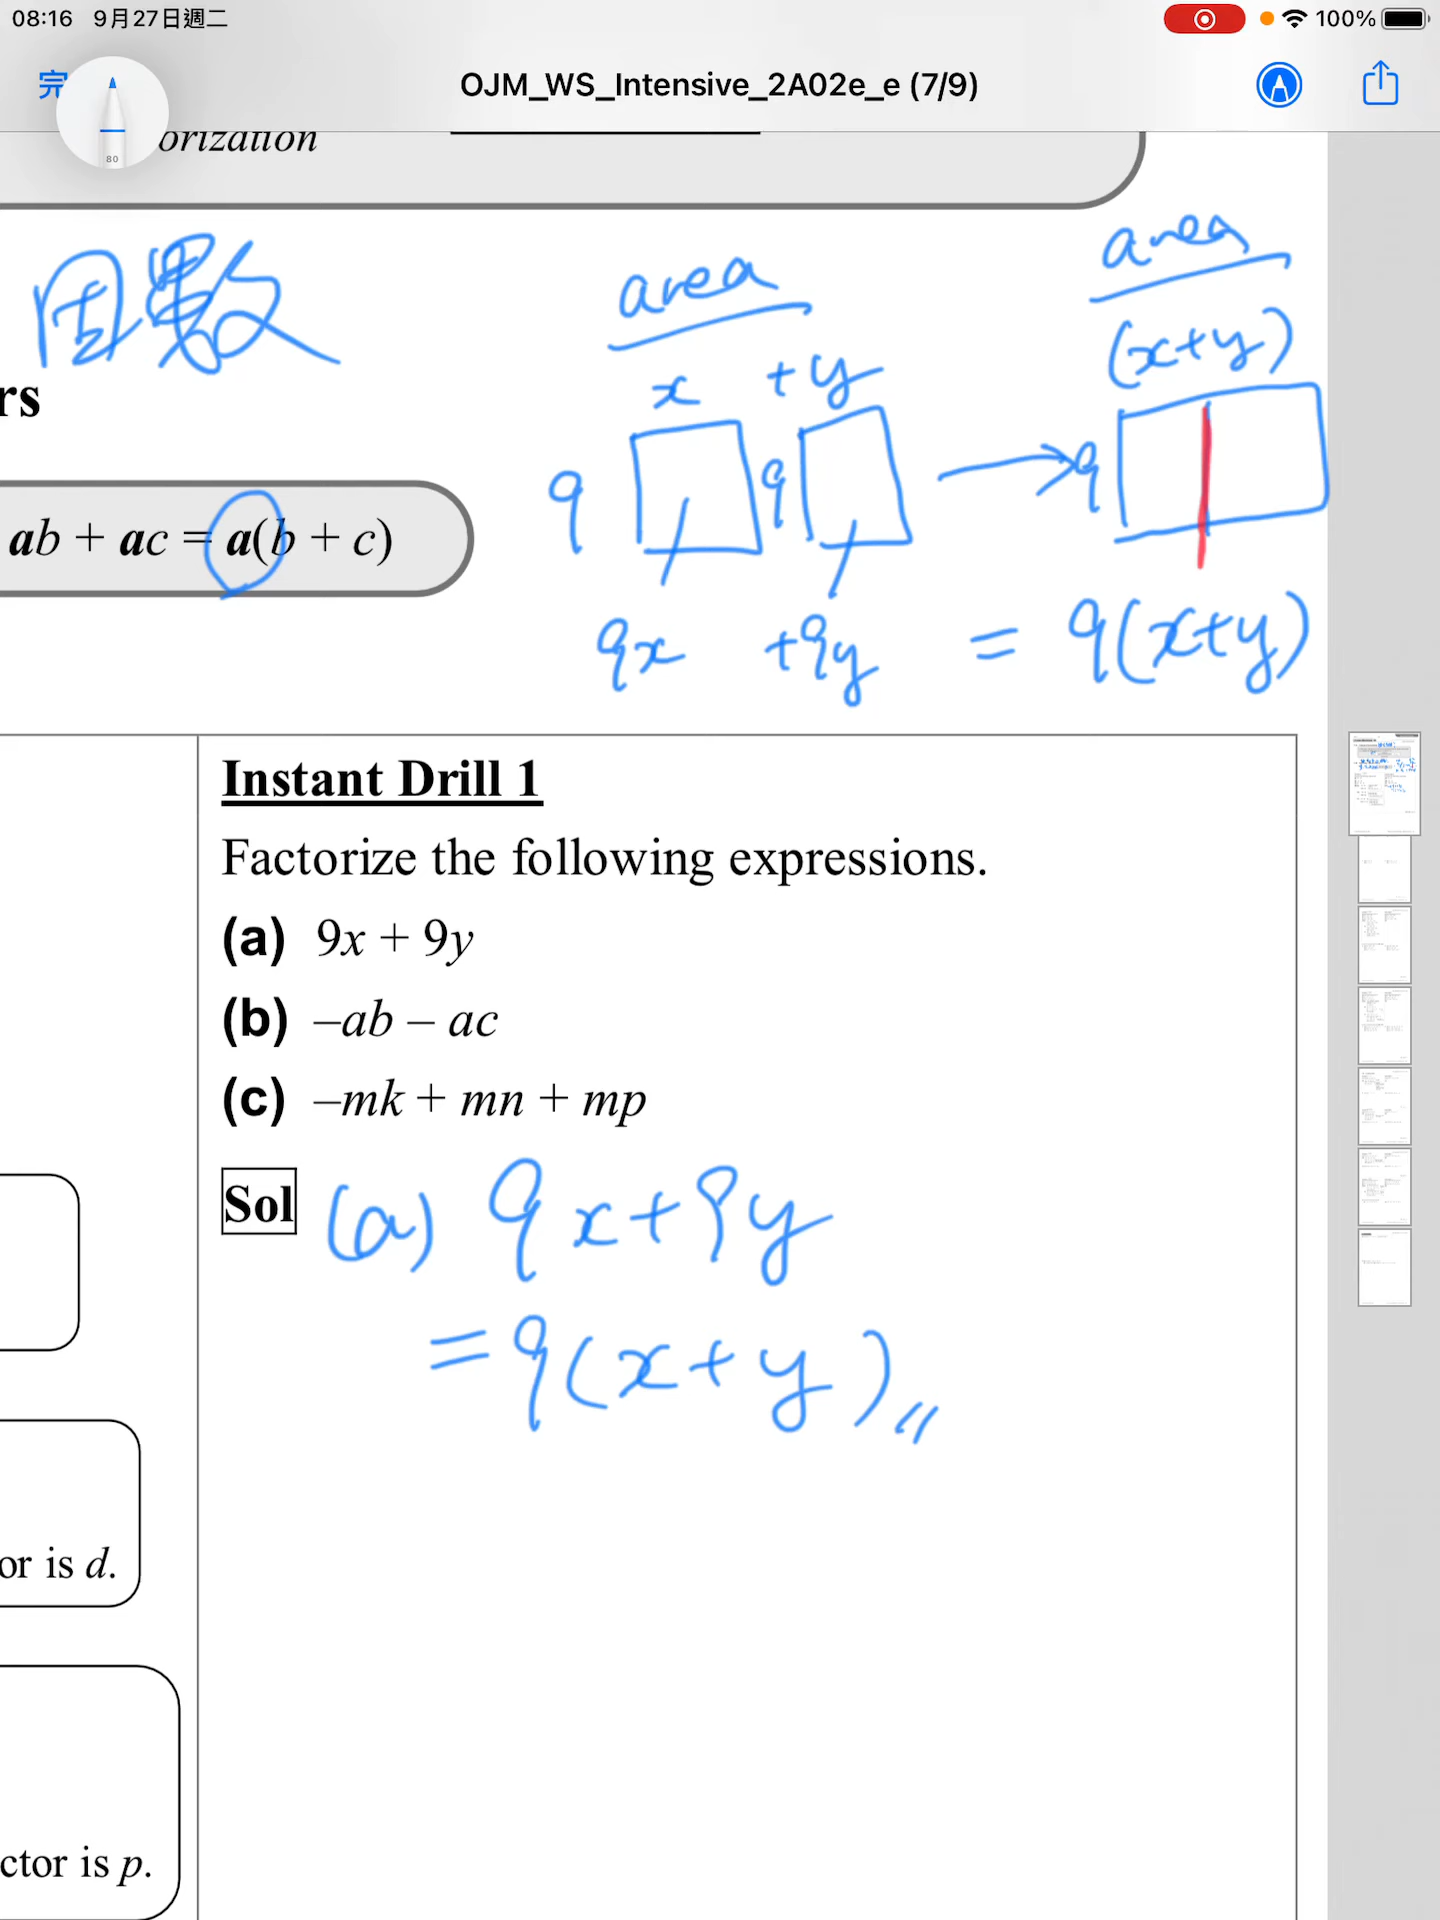 08:16 9月27日週二
100%
完
OJM_WS_Intensive_2A02e_e (7/9)
80
orization
因數
area
area
x +y
(x+y)
rs
9
9
9
ab + ac = a(b + c)
9x +9y = 9(x+y)
Instant Drill 1
Factorize the following expressions.
(a) 9x + 9y
(b) –ab – ac
(c) –mk + mn + mp
Sol (a) 9x+9y
=9(x+y)
or is d.
ctor is p.